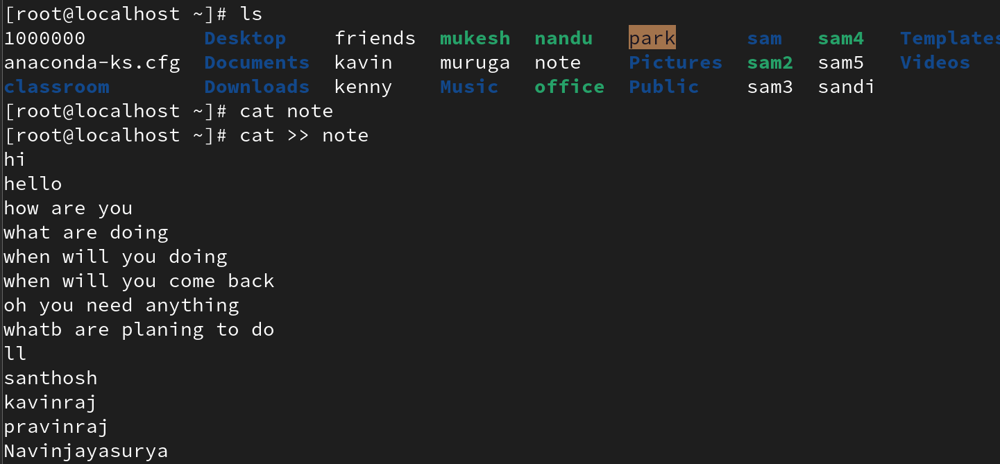 [root@localhost ~]# ls
1000000          Desktop    friends  mukesh  nandu   park      sam   sam4   Templates
anaconda-ks.cfg  Documents  kavin    muruga  note    Pictures  sam2  sam5   Videos
classroom        Downloads  kenny    Music   office  Public    sam3  sandi
[root@localhost ~]# cat note
[root@localhost ~]# cat >> note
hi
hello
how are you
what are doing
when will you doing
when will you come back
oh you need anything
whatb are planing to do
ll
santhosh
kavinraj
pravinraj
Navinjayasurya